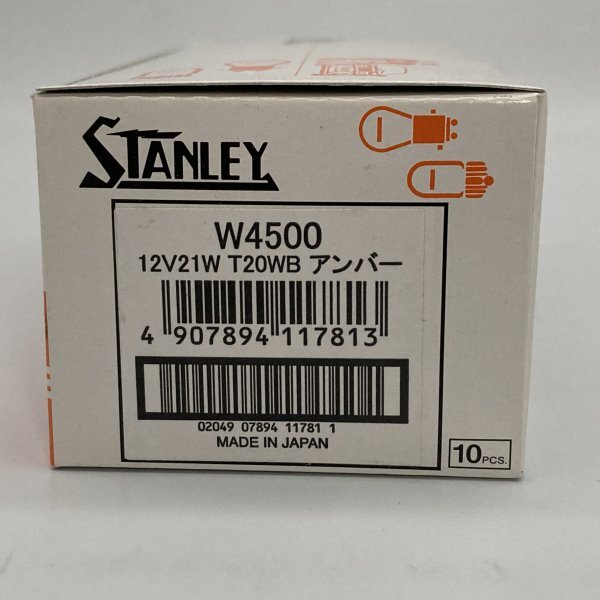 STANLEY
W4500
12V21W T20WB アンバー
4 907894 117813
02049 07894 11781 1
MADE IN JAPAN
10PCS.